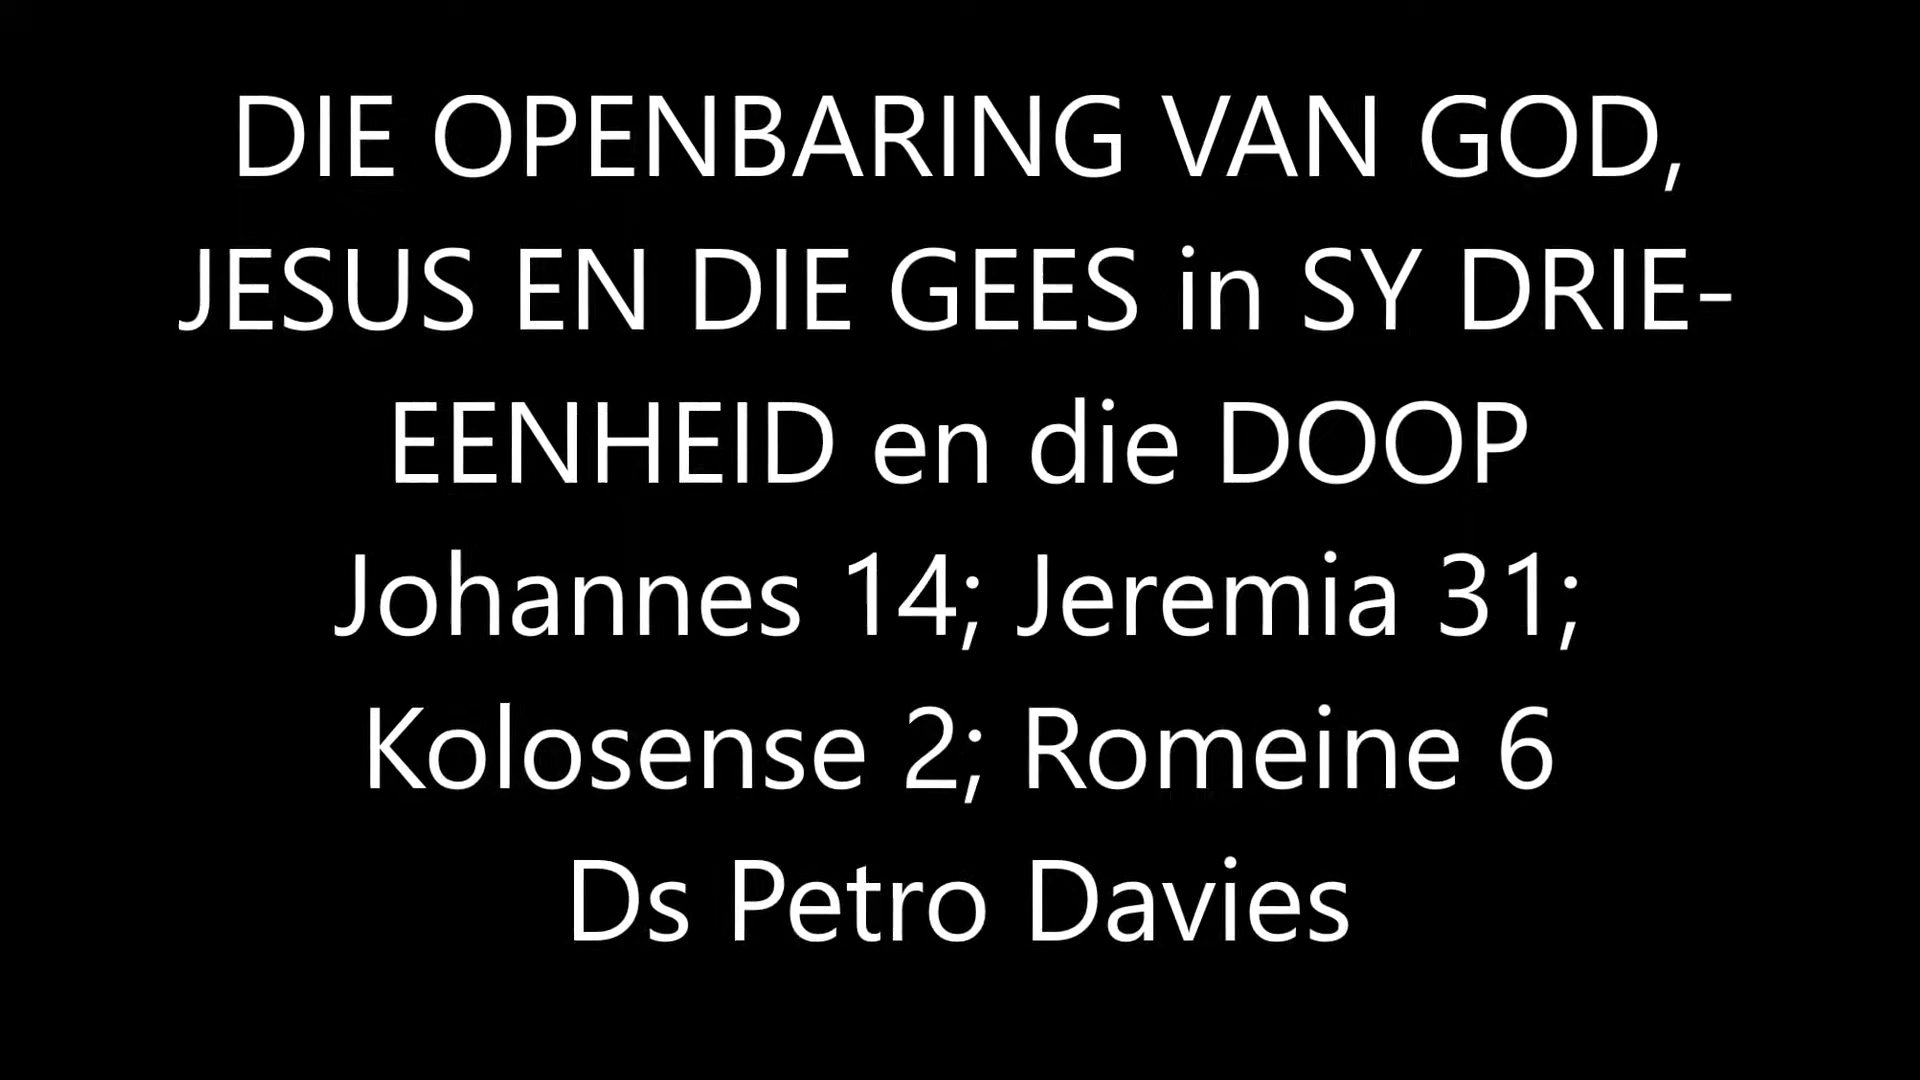 DIE OPENBARING VAN GOD,
JESUS EN DIE GEES in SY DRIE-
EENHEID en die DOOP
Johannes 14; Jeremia 31;
Kolosense 2; Romeine 6
Ds Petro Davies